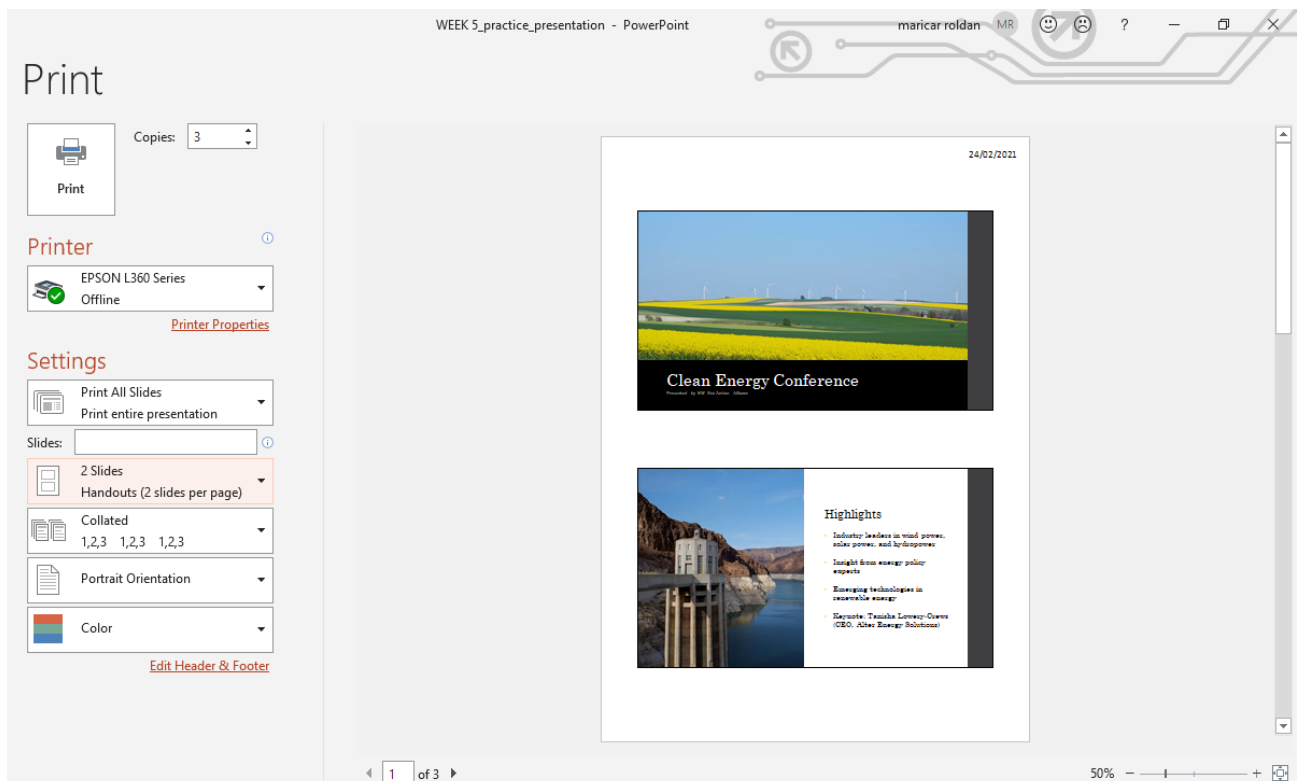 WEEK 5_practice_presentation - PowerPoint
maricar roldan MR
?
Print
Copies: 3
Print
Printer
EPSON L360 Series
Offline
Printer Properties
Settings
Print All Slides
Print entire presentation
Slides:
2 Slides
Handouts (2 slides per page)
Collated
1,2,3 1,2,3 1,2,3
Portrait Orientation
Color
Edit Header & Footer
24/02/2021
Clean Energy Conference
Presented by
Highlights
Industry leaders in wind power,
solar power, and hydropower
Insight from energy policy
experts
Emerging technologies in
renewable energy
Keynote: Tanisha Lowery-Crews
(CEO, Alter Energy Solutions)
1 of 3
50%